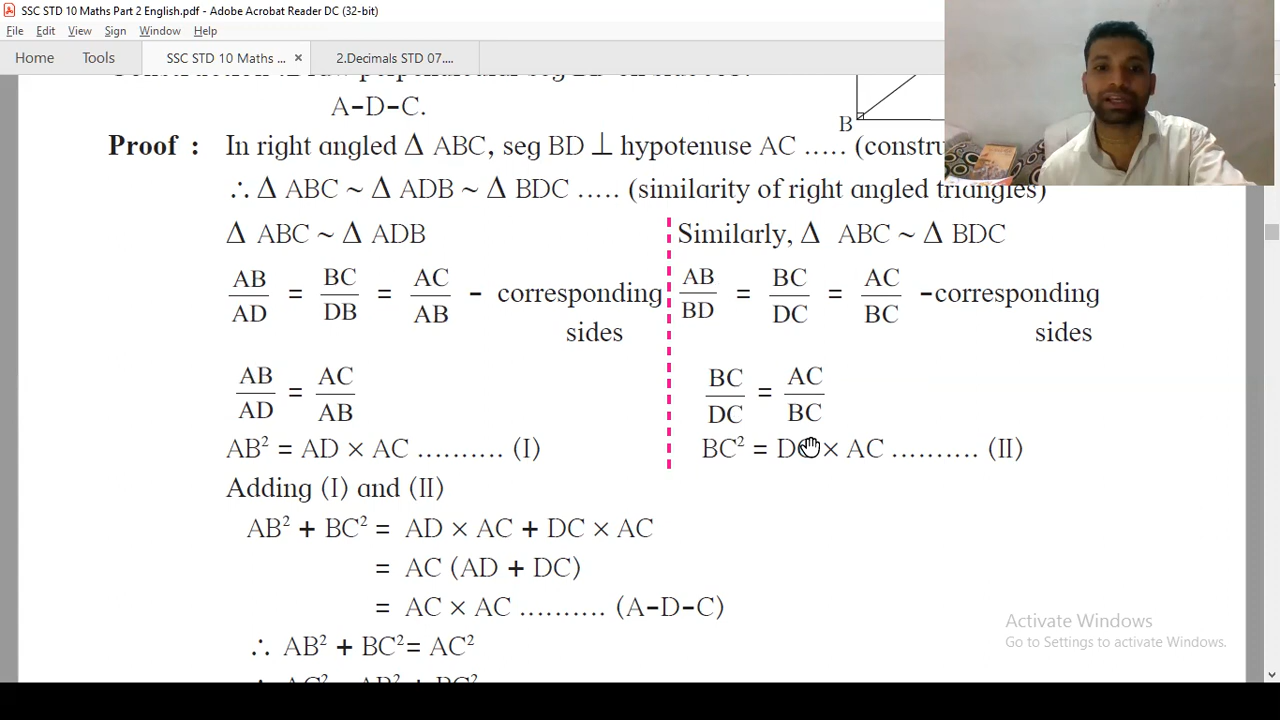 SSC STD 10 Maths Part 2 English.pdf - Adobe Acrobat Reader DC (32-bit)
File Edit View Sign Window Help
Home Tools SSC STD 10 Maths ... × 2.Decimals STD 07....
A-D-C.
B
Proof : In right angled Δ ABC, seg BD ⊥ hypotenuse AC ..... (constru
∴ Δ ABC ~ Δ ADB ~ Δ BDC ..... (similarity of right angled triangles)
Δ ABC ~ Δ ADB
AB/AD = BC/DB = AC/AB - corresponding
sides
AB/AD = AC/AB
AB² = AD × AC .......... (I)
Similarly, Δ ABC ~ Δ BDC
AB/BD = BC/DC = AC/BC -corresponding
sides
BC/DC = AC/BC
BC² = DC × AC .......... (II)
Adding (I) and (II)
AB² + BC² = AD × AC + DC × AC
= AC (AD + DC)
= AC × AC .......... (A-D-C)
∴ AB² + BC² = AC²
Activate Windows
Go to Settings to activate Windows.